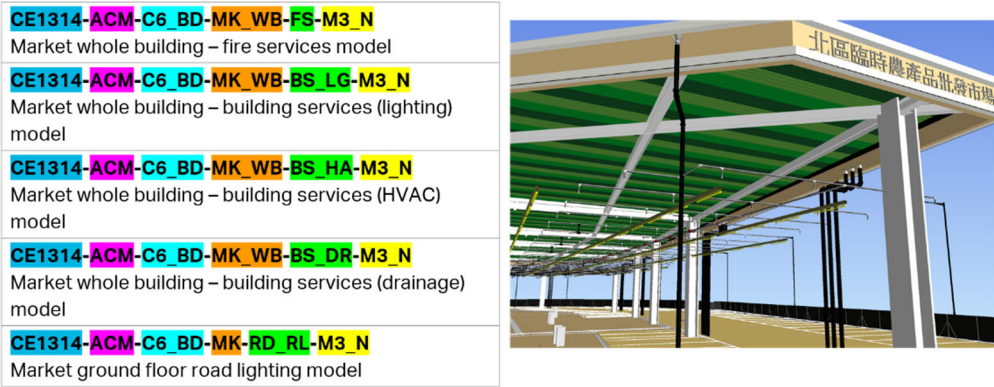 CE1314-ACM-C6_BD-MK_WB-FS-M3_N
Market whole building – fire services model
CE1314-ACM-C6_BD-MK_WB-BS_LG-M3_N
Market whole building – building services (lighting)
model
CE1314-ACM-C6_BD-MK_WB-BS_HA-M3_N
Market whole building – building services (HVAC)
model
CE1314-ACM-C6_BD-MK_WB-BS_DR-M3_N
Market whole building – building services (drainage)
model
CE1314-ACM-C6_BD-MK-RD_RL-M3_N
Market ground floor road lighting model
北區臨時農產品批發市場